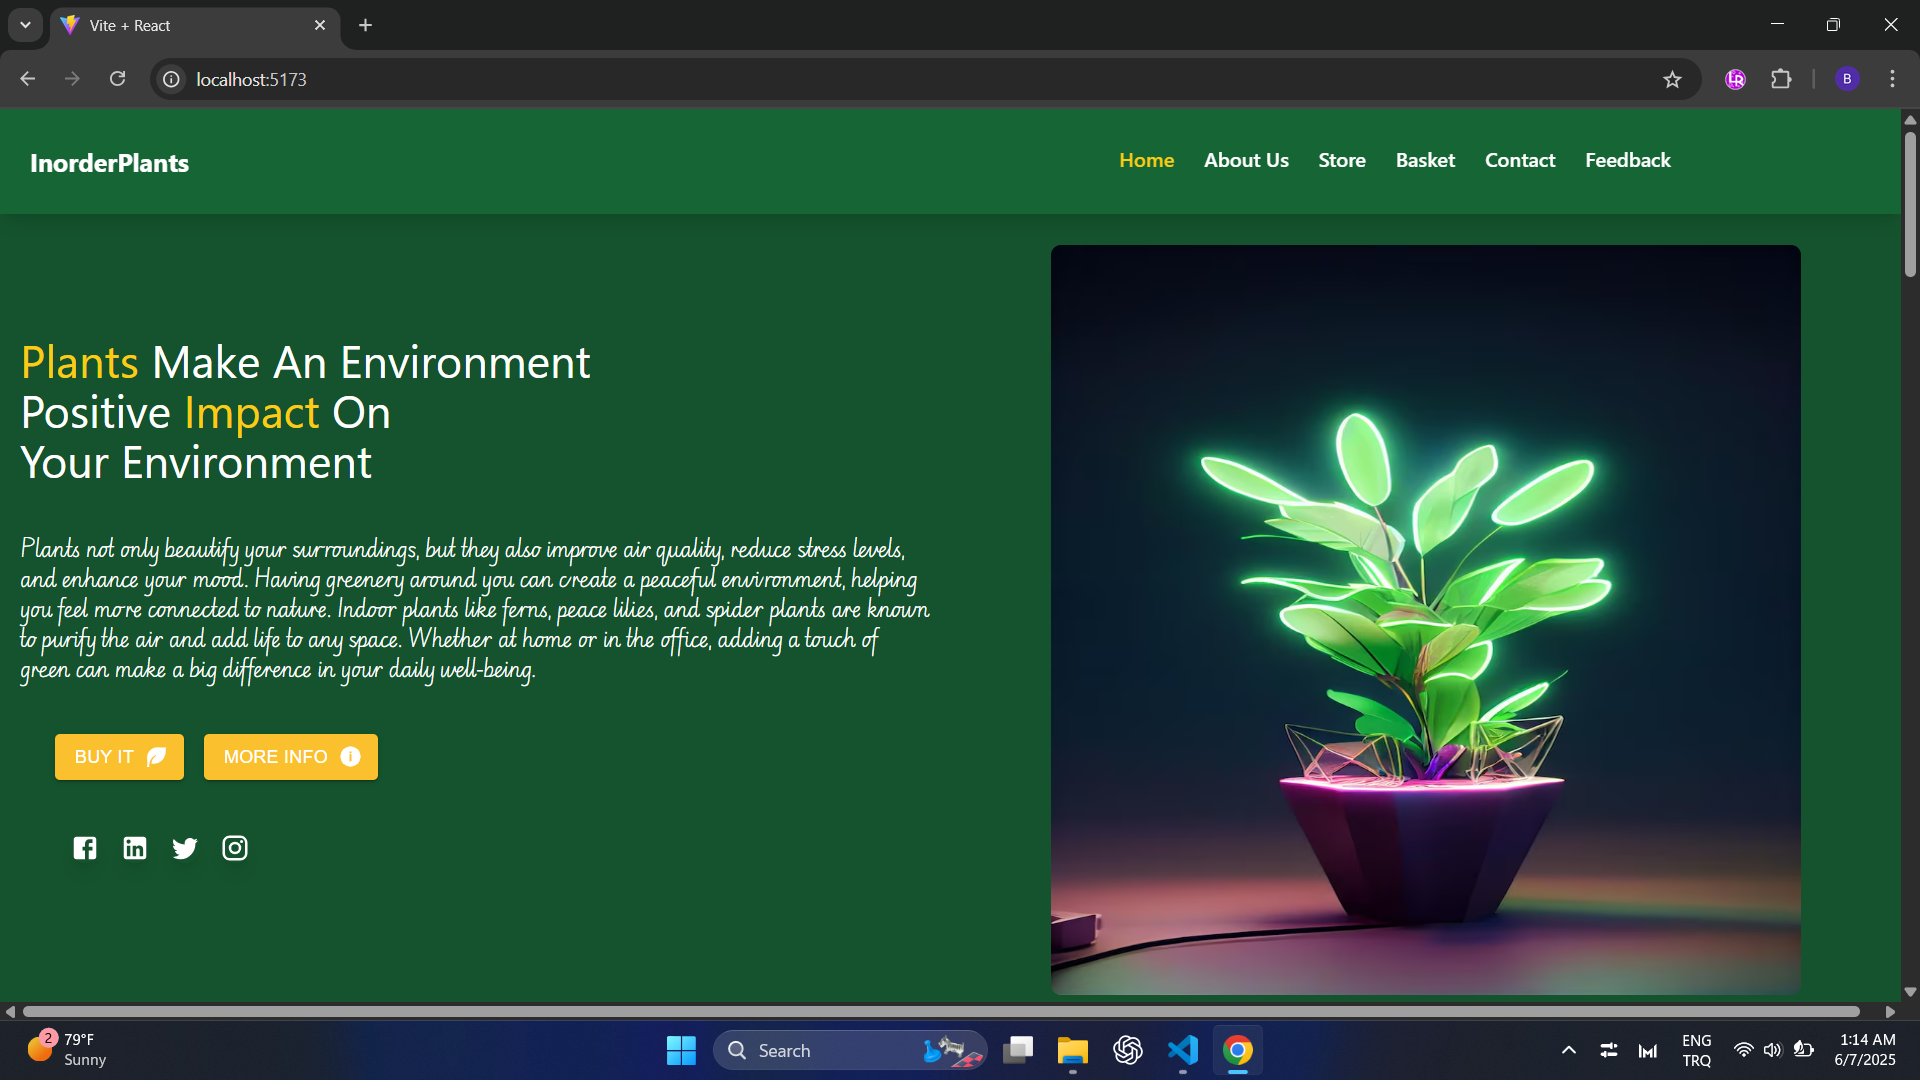 Vite + React
localhost:5173
B
InorderPlants
Home About Us Store Basket Contact Feedback
Plants Make An Environment
Positive Impact On
Your Environment
Plants not only beautify your surroundings, but they also improve air quality, reduce stress levels,
and enhance your mood. Having greenery around you can create a peaceful environment, helping
you feel more connected to nature. Indoor plants like ferns, peace lilies, and spider plants are known
to purify the air and add life to any space. Whether at home or in the office, adding a touch of
green can make a big difference in your daily well-being.
BUY IT
MORE INFO
2
79°F
Sunny
Search
ENG
TRQ
1:14 AM
6/7/2025